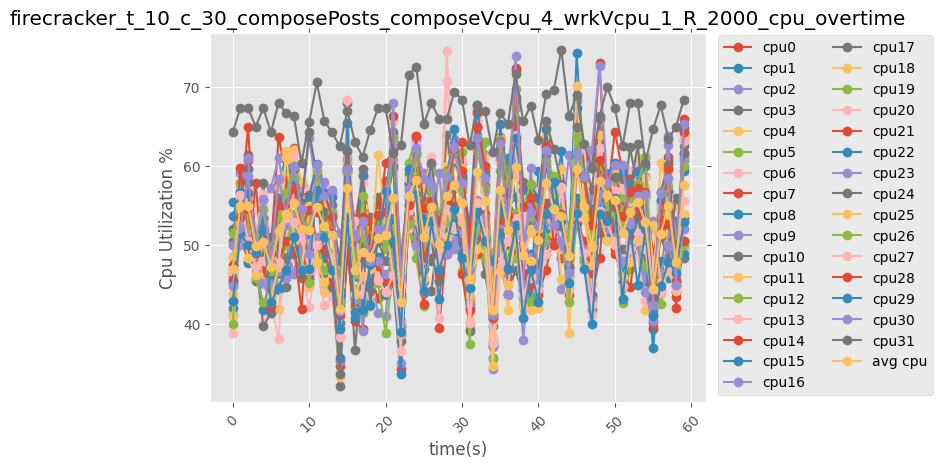 firecracker_t_10_c_30_composePosts_composeVcpu_4_wrkVcpu_1_R_2000_cpu_overtime
Cpu Utilization %
70
60
50
40
0
10
20
30
40
50
60
time(s)
cpu0
cpu1
cpu2
cpu3
cpu4
cpu5
cpu6
cpu7
cpu8
cpu9
cpu10
cpu11
cpu12
cpu13
cpu14
cpu15
cpu16
cpu17
cpu18
cpu19
cpu20
cpu21
cpu22
cpu23
cpu24
cpu25
cpu26
cpu27
cpu28
cpu29
cpu30
cpu31
avg cpu